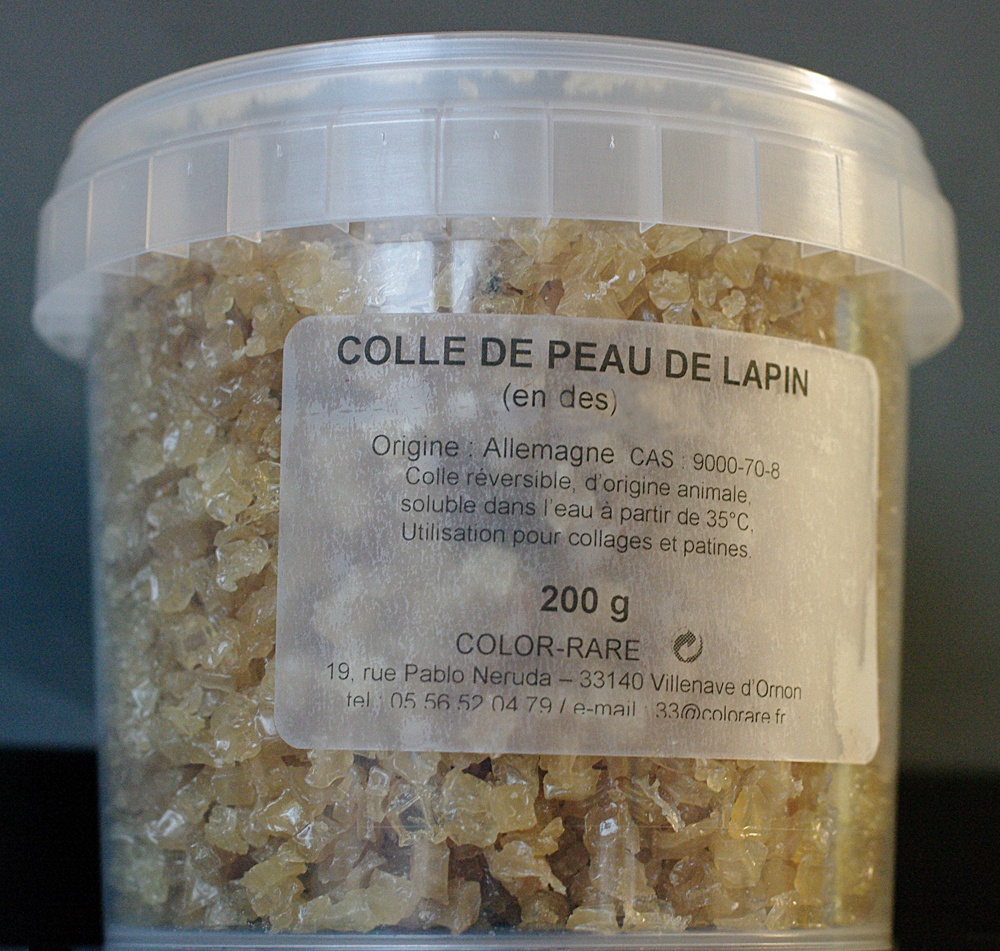 COLLE DE PEAU DE LAPIN
(en des)
Origine : Allemagne CAS : 9000-70-8
Colle réversible, d'origine animale,
soluble dans l'eau à partir de 35°C.
Utilisation pour collages et patines.
200 g
COLOR-RARE
19, rue Pablo Neruda – 33140 Villenave d'Ornon
tel : 05 56 52 04 79 / e-mail : 33@colorare.fr